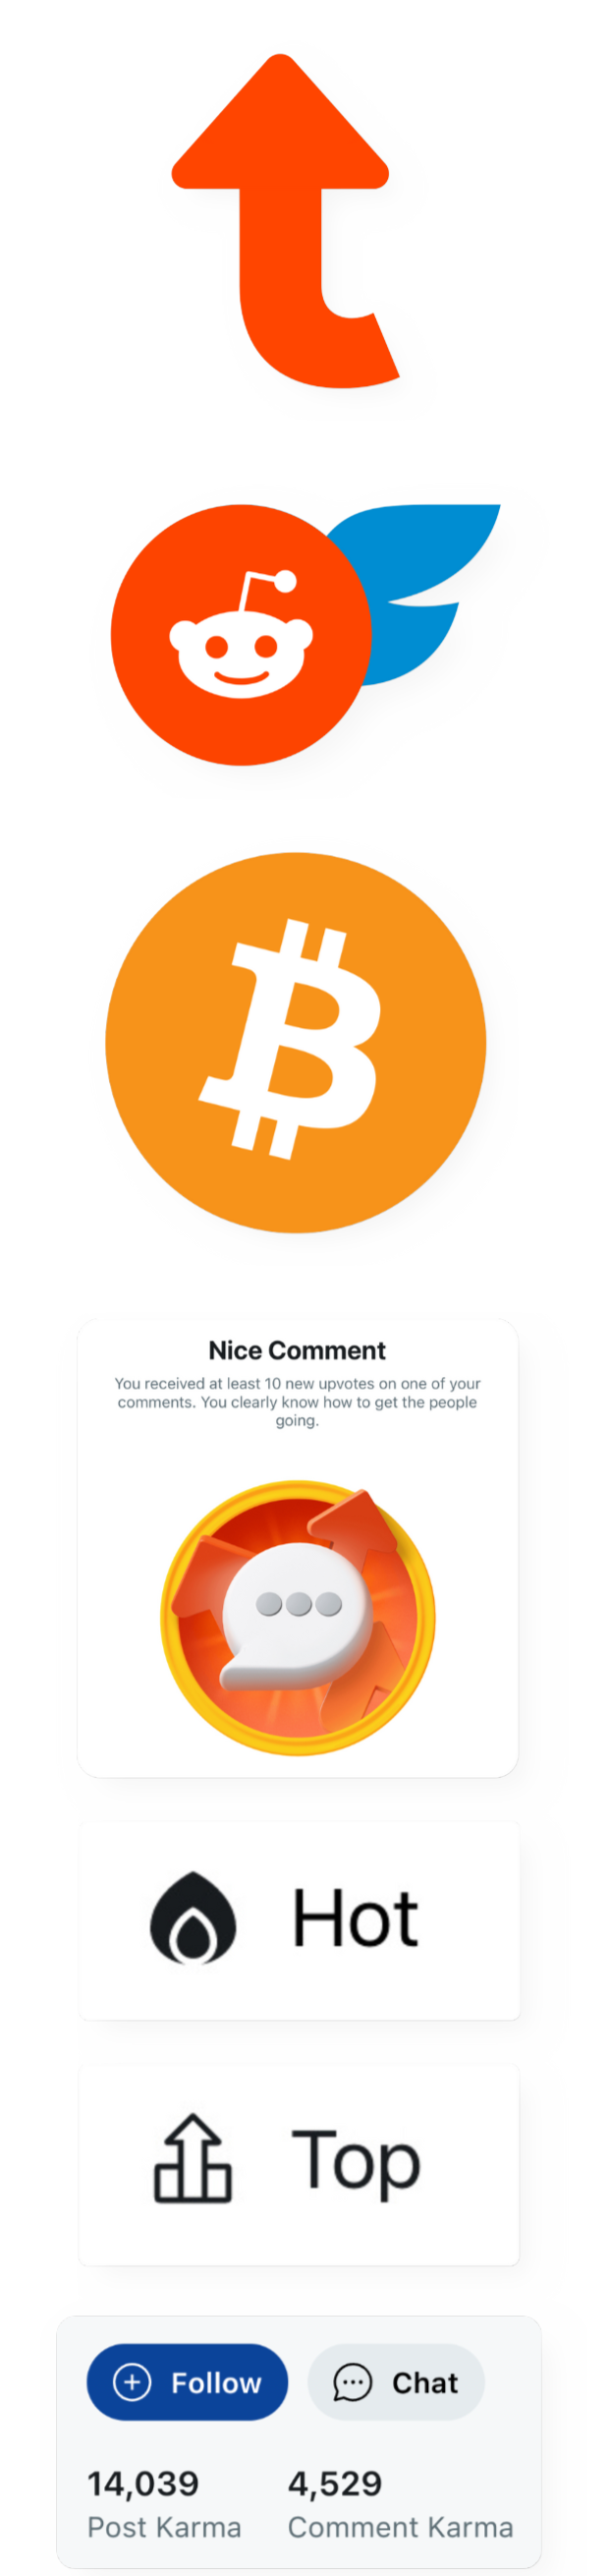 Nice Comment
You received at least 10 new upvotes on one of your
comments. You clearly know how to get the people
going.
Hot
Top
Follow
Chat
14,039
4,529
Post Karma
Comment Karma